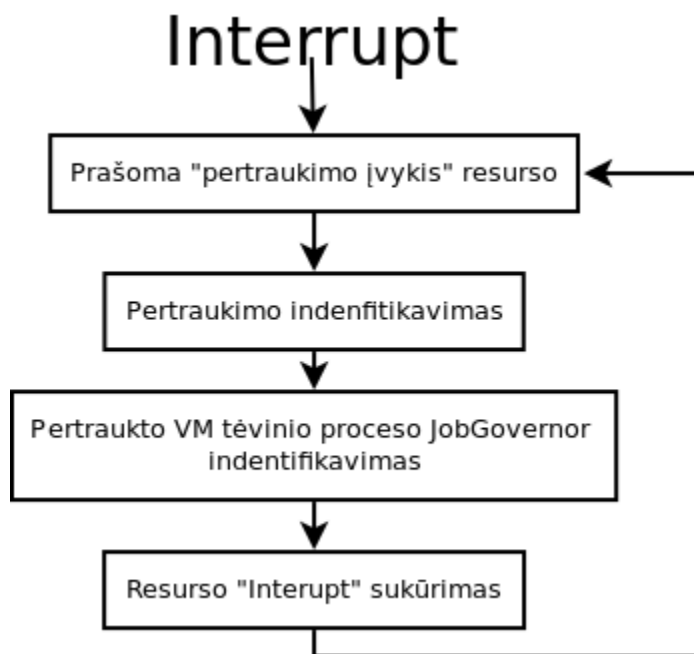 Interrupt
Prašoma "pertraukimo įvykis" resurso
Pertraukimo indenfitikavimas
Pertraukto VM tėvinio proceso JobGovernor
indentifikavimas
Resurso "Interupt" sukūrimas